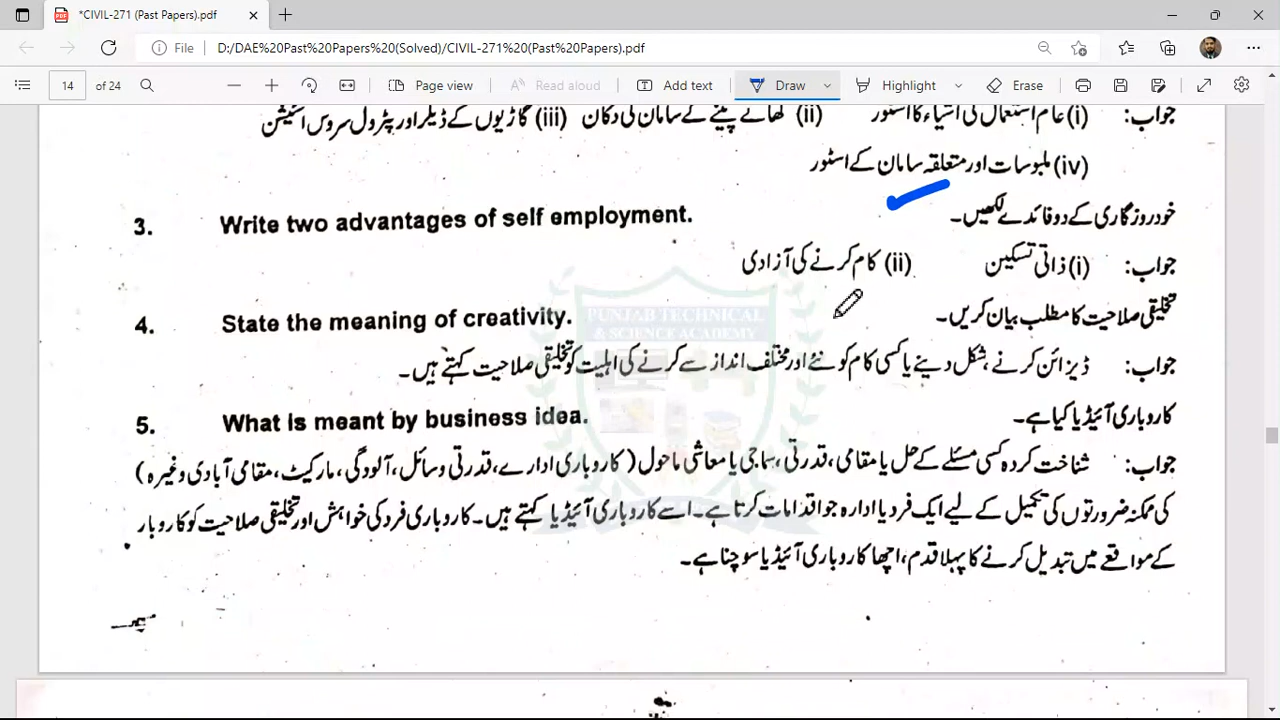 *CIVIL-271 (Past Papers).pdf
File D:/DAE%20Past%20Papers%20(Solved)/CIVIL-271%20(Past%20Papers).pdf
14 of 24 Page view Read aloud Add text Draw Highlight Erase
جواب: (i) عام استعمال کی اشیاء کا اسٹور (ii) کھانے پینے کے سامان کی دکان (iii) گاڑیوں کے ڈیلر اور پٹرول سروس اسٹیشن
(iv) ملبوسات اور متعلقہ سامان کے اسٹور
3. Write two advantages of self employment. خود روزگاری کے دو فائدے لکھیں۔
جواب: (i) ذاتی تسکین (ii) کام کرنے کی آزادی
PUNJAB TECHNICAL
& SCIENCE ACADEMY
4. State the meaning of creativity. تخلیقی صلاحیت کا مطلب بیان کریں۔
جواب: ڈیزائن کرنے، شکل دینے یا کسی کام کو نئے اور مختلف انداز سے کرنے کی اہلیت کو تخلیقی صلاحیت کہتے ہیں۔
5. What is meant by business idea. کاروباری آئیڈیا کیا ہے۔
جواب: شناخت کردہ کسی مسئلے کے حل یا مقامی، قدرتی، سماجی یا معاشی ماحول (کاروباری ادارے، قدرتی وسائل، آلودگی، مارکیٹ، مقامی آبادی وغیرہ)
کی ممکنہ ضرورتوں کی تکمیل کے لیے ایک فرد یا ادارہ جو اقدامات کرتا ہے۔ اسے کاروباری آئیڈیا کہتے ہیں۔ کاروباری فرد کی خواہش اور تخلیقی صلاحیت کو کاروبار
کے مواقعے میں تبدیل کرنے کا پہلا قدم، اچھا کاروباری آئیڈیا سوچنا ہے۔